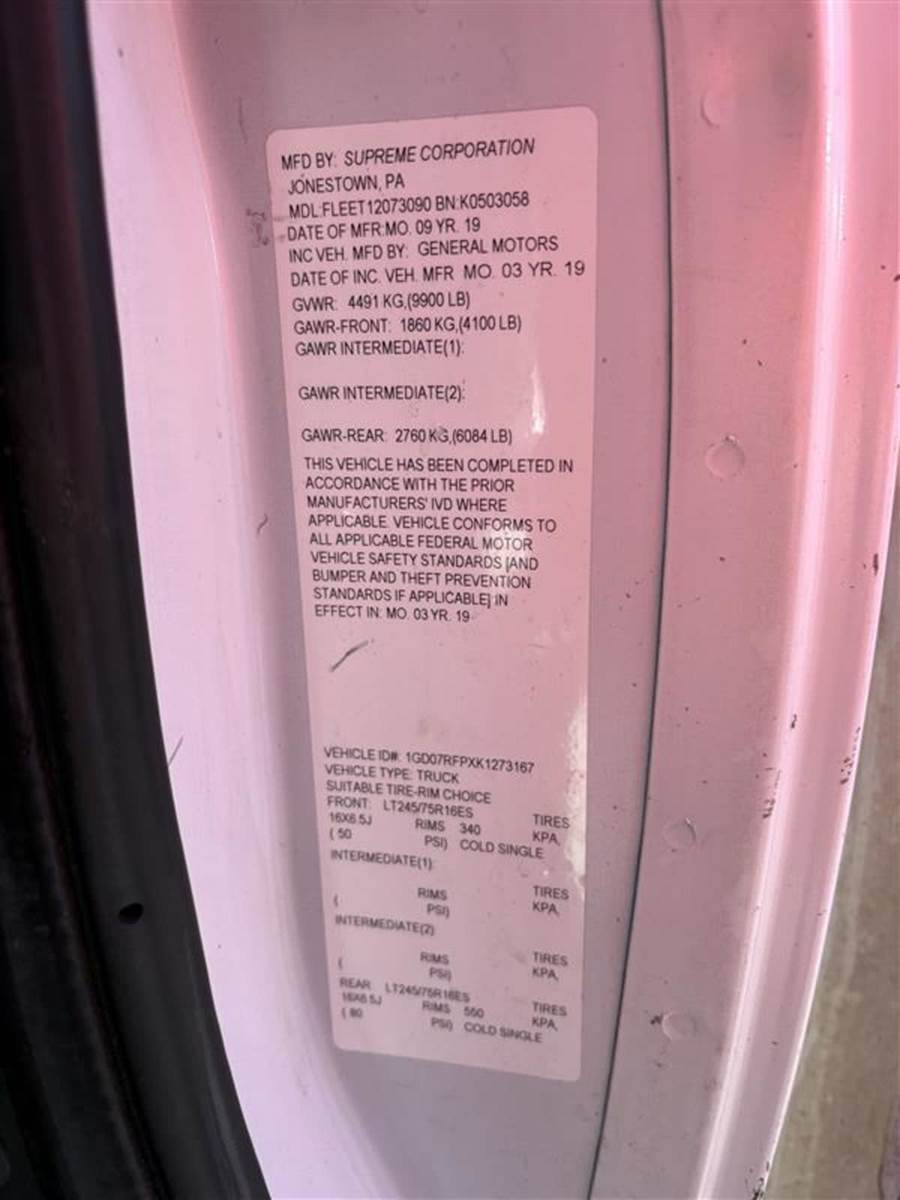 MFD BY: SUPREME CORPORATION
JONESTOWN, PA
MDL:FLEET12073090 BN:K0503058
DATE OF MFR:MO. 09 YR. 19
INC VEH. MFD BY: GENERAL MOTORS
DATE OF INC. VEH. MFR MO. 03 YR. 19
GVWR: 4491 KG,(9900 LB)
GAWR-FRONT: 1860 KG,(4100 LB)
GAWR INTERMEDIATE(1):
GAWR INTERMEDIATE(2):
GAWR-REAR: 2760 KG,(6084 LB)
THIS VEHICLE HAS BEEN COMPLETED IN
ACCORDANCE WITH THE PRIOR
MANUFACTURERS' IVD WHERE
APPLICABLE. VEHICLE CONFORMS TO
ALL APPLICABLE FEDERAL MOTOR
VEHICLE SAFETY STANDARDS [AND
BUMPER AND THEFT PREVENTION
STANDARDS IF APPLICABLE] IN
EFFECT IN: MO. 03 YR. 19
VEHICLE ID#: 1GD07RFPXK1273167
VEHICLE TYPE: TRUCK
SUITABLE TIRE-RIM CHOICE
FRONT: LT245/75R16ES TIRES
16X6.5J RIMS 340 KPA,
( 50 PSI) COLD SINGLE
INTERMEDIATE(1):
TIRES
RIMS KPA,
( PSI)
INTERMEDIATE(2)
TIRES
RIMS KPA,
( PSI)
REAR LT245/75R16ES TIRES
16X6.5J RIMS 550 KPA,
( 80 PSI) COLD SINGLE